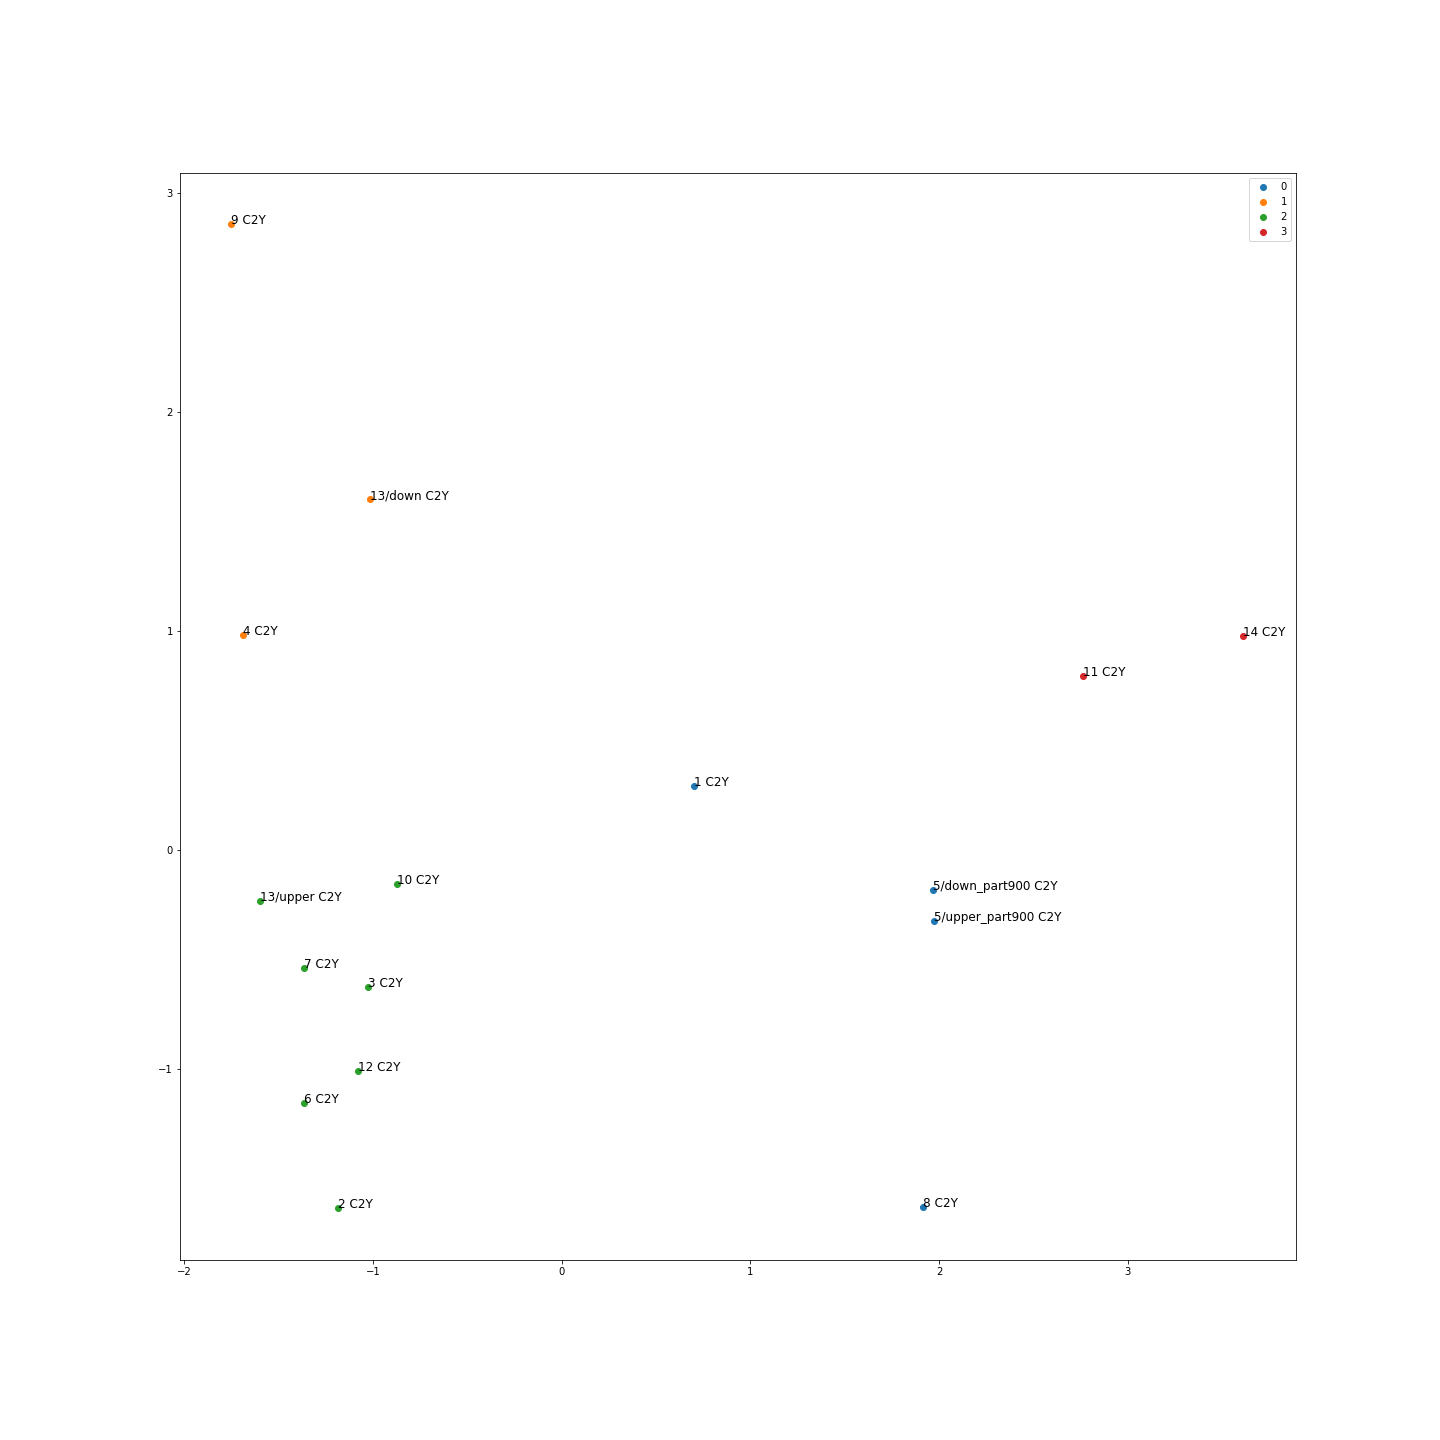 3
0
1
2
3
9 C2Y
2
13/down C2Y
1
4 C2Y
14 C2Y
11 C2Y
1 C2Y
0
10 C2Y
5/down_part900 C2Y
13/upper C2Y
5/upper_part900 C2Y
7 C2Y
3 C2Y
−1
12 C2Y
6 C2Y
2 C2Y
8 C2Y
−2 −1 0 1 2 3